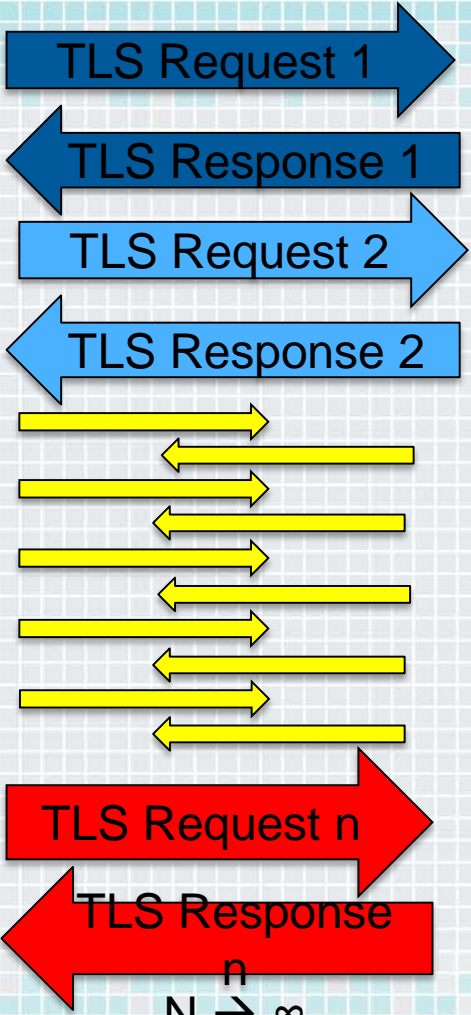 TLS Request 1
TLS Response 1
TLS Request 2
TLS Response 2
TLS Request n
TLS Response
n
N → ∞